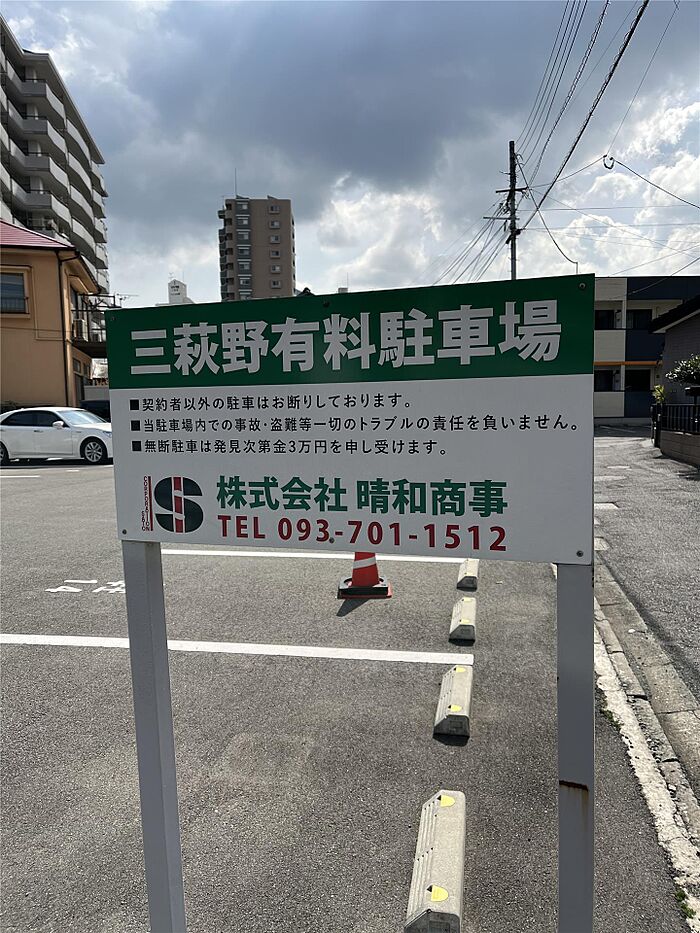 三萩野有料駐車場
■契約者以外の駐車はお断りしております。
■当駐車場内での事故・盗難等一切のトラブルの責任を負いません。
■無断駐車は発見次第金3万円を申し受けます。
CORPORATION
株式会社 晴和商事
TEL 093-701-1512